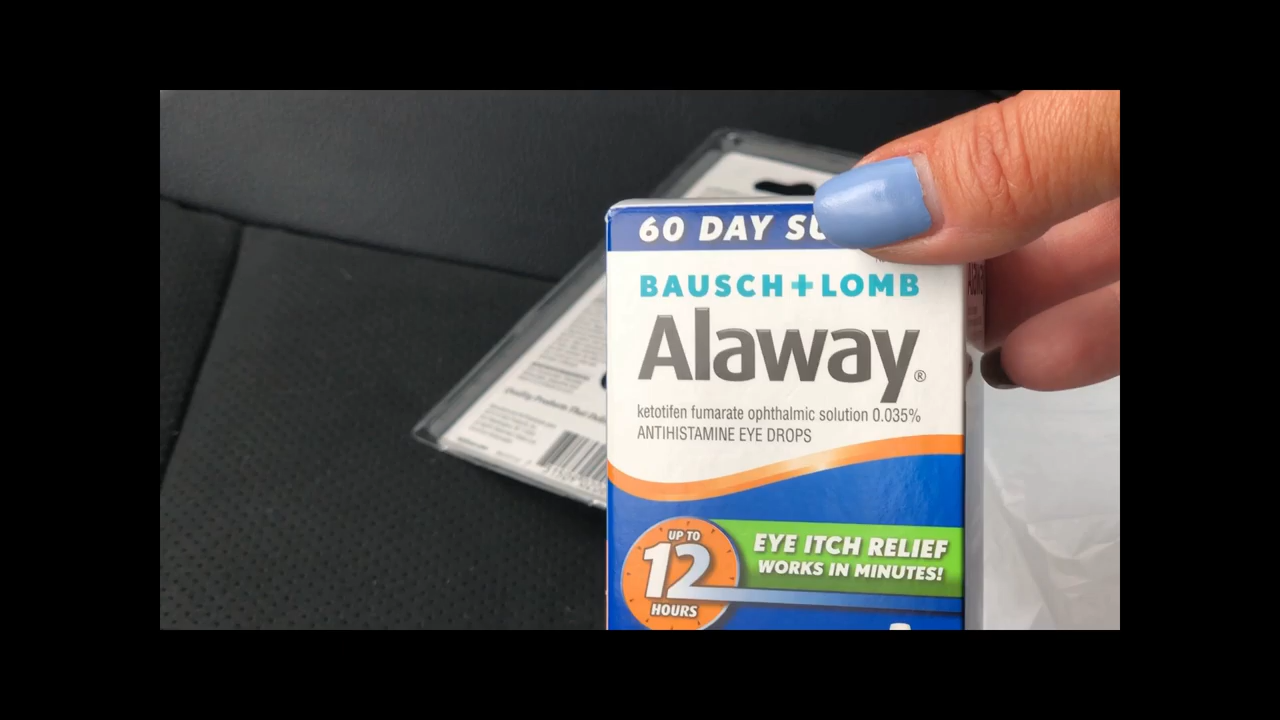 60 DAY SU
BAUSCH+LOMB
Alaway®
ketotifen fumarate ophthalmic solution 0.035%
ANTIHISTAMINE EYE DROPS
UP TO
12
HOURS
EYE ITCH RELIEF
WORKS IN MINUTES!